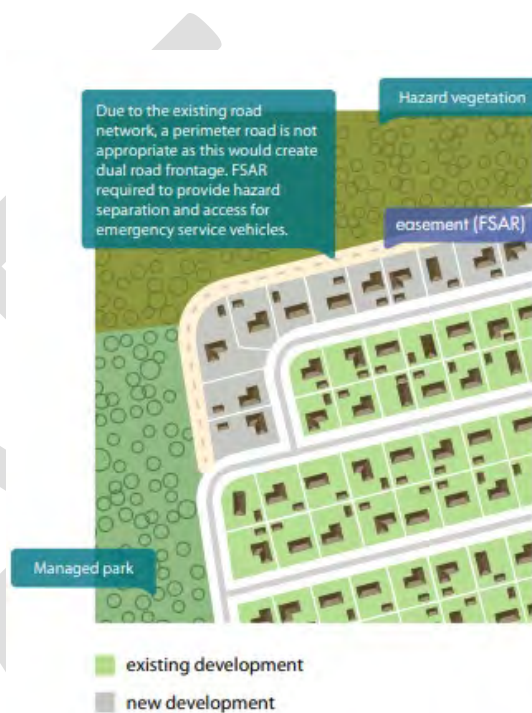 Hazard vegetation
Due to the existing road
network, a perimeter road is not
appropriate as this would create
dual road frontage. FSAR
required to provide hazard
separation and access for
emergency service vehicles.
easement (FSAR)
Managed park
existing development
new development